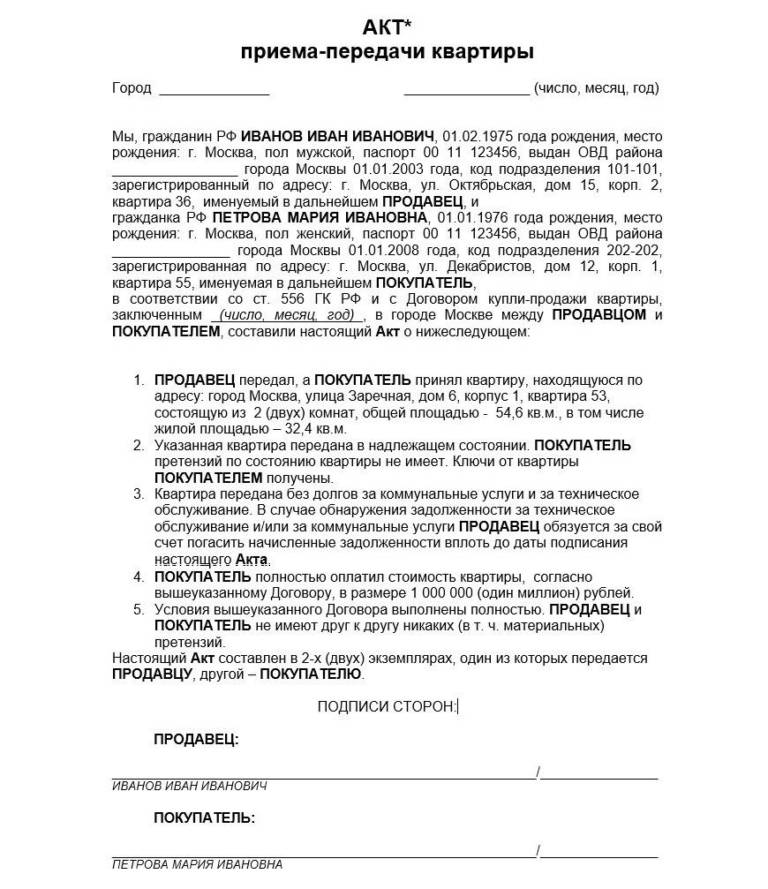 АКТ*
приема-передачи квартиры
Город ______________ ________________ (число, месяц, год)
Мы, гражданин РФ ИВАНОВ ИВАН ИВАНОВИЧ, 01.02.1975 года рождения, место
рождения: г. Москва, пол мужской, паспорт 00 11 123456, выдан ОВД района
________________ города Москвы 01.01.2003 года, код подразделения 101-101,
зарегистрированный по адресу: г. Москва, ул. Октябрьская, дом 15, корп. 2,
квартира 36, именуемый в дальнейшем ПРОДАВЕЦ, и
гражданка РФ ПЕТРОВА МАРИЯ ИВАНОВНА, 01.01.1976 года рождения, место
рождения: г. Москва, пол женский, паспорт 00 11 123456, выдан ОВД района
_______________ города Москвы 01.01.2008 года, код подразделения 202-202,
зарегистрированная по адресу: г. Москва, ул. Декабристов, дом 12, корп. 1,
квартира 55, именуемая в дальнейшем ПОКУПАТЕЛЬ,
в соответствии со ст. 556 ГК РФ и с Договором купли-продажи квартиры,
заключенным _(число, месяц, год)_, в городе Москве между ПРОДАВЦОМ и
ПОКУПАТЕЛЕМ, составили настоящий Акт о нижеследующем:
1. ПРОДАВЕЦ передал, а ПОКУПАТЕЛЬ принял квартиру, находящуюся по
адресу: город Москва, улица Заречная, дом 6, корпус 1, квартира 53,
состоящую из 2 (двух) комнат, общей площадью - 54,6 кв.м., в том числе
жилой площадью – 32,4 кв.м.
2. Указанная квартира передана в надлежащем состоянии. ПОКУПАТЕЛЬ
претензий по состоянию квартиры не имеет. Ключи от квартиры
ПОКУПАТЕЛЕМ получены.
3. Квартира передана без долгов за коммунальные услуги и за техническое
обслуживание. В случае обнаружения задолженности за техническое
обслуживание и/или за коммунальные услуги ПРОДАВЕЦ обязуется за свой
счет погасить начисленные задолженности вплоть до даты подписания
настоящего Акта.
4. ПОКУПАТЕЛЬ полностью оплатил стоимость квартиры, согласно
вышеуказанному Договору, в размере 1 000 000 (один миллион) рублей.
5. Условия вышеуказанного Договора выполнены полностью. ПРОДАВЕЦ и
ПОКУПАТЕЛЬ не имеют друг к другу никаких (в т. ч. материальных)
претензий.
Настоящий Акт составлен в 2-х (двух) экземплярах, один из которых передается
ПРОДАВЦУ, другой – ПОКУПАТЕЛЮ.
ПОДПИСИ СТОРОН:
ПРОДАВЕЦ:
______________________________________________________/_______________
ИВАНОВ ИВАН ИВАНОВИЧ
ПОКУПАТЕЛЬ:
______________________________________________________/_______________
ПЕТРОВА МАРИЯ ИВАНОВНА